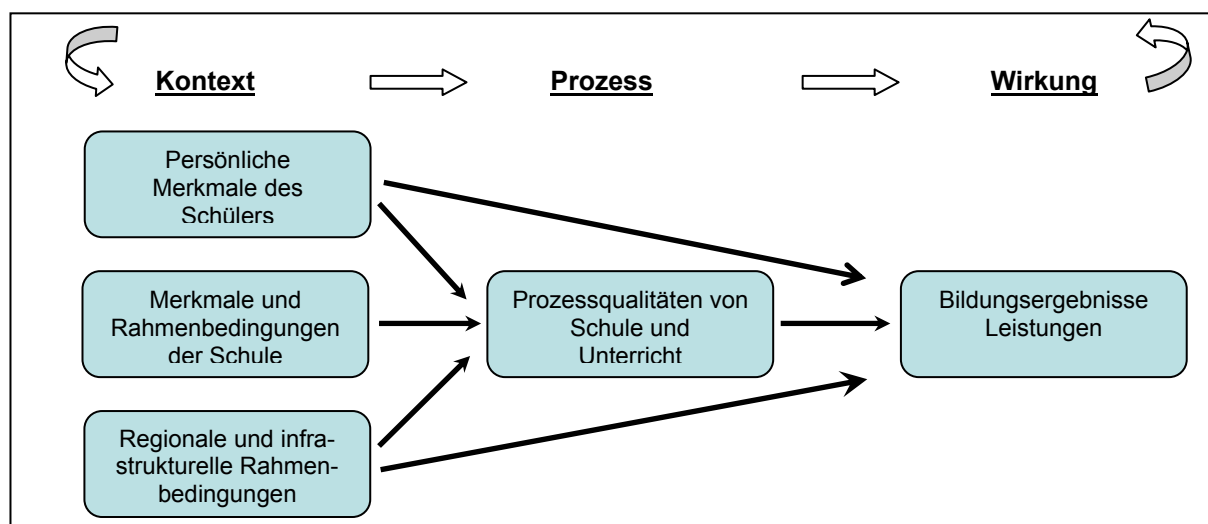 Kontext Prozess Wirkung
Persönliche
Merkmale des
Schülers
Merkmale und
Rahmenbedingungen
der Schule
Regionale und infra-
strukturelle Rahmen-
bedingungen
Prozessqualitäten von
Schule und
Unterricht
Bildungsergebnisse
Leistungen